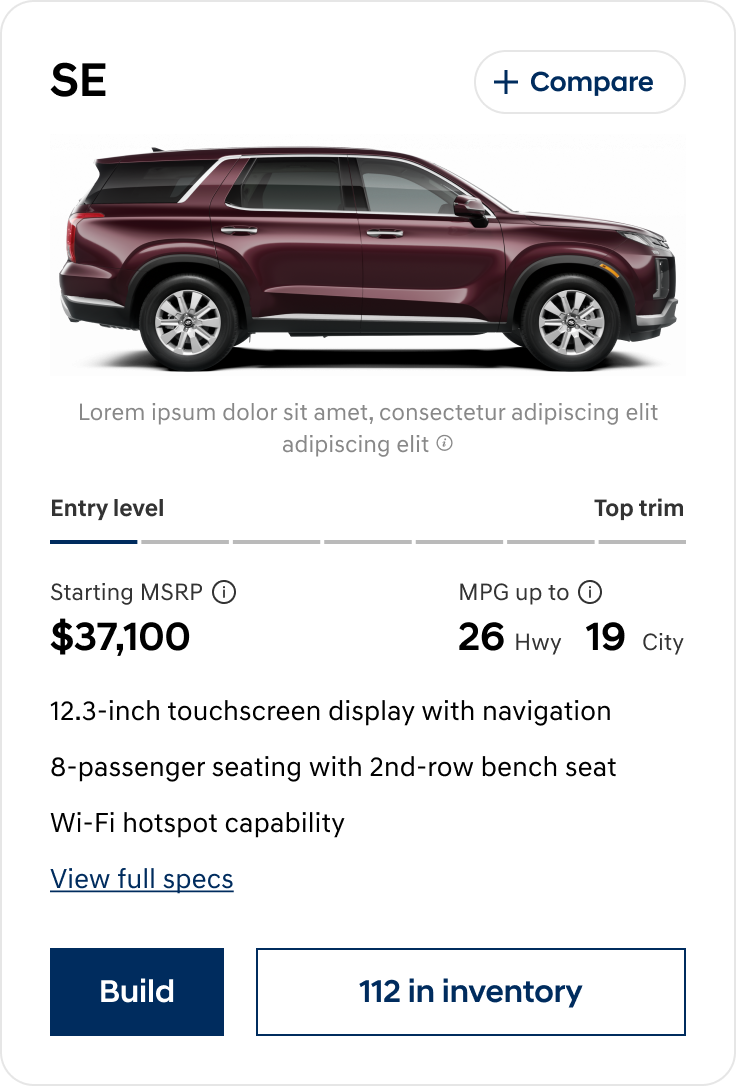 SE
Compare
Lorem ipsum dolor sit amet, consectetur adipiscing elit
adipiscing elit
Entry level Top trim
Starting MSRP MPG up to
$37,100 26 Hwy 19 City
12.3-inch touchscreen display with navigation
8-passenger seating with 2nd-row bench seat
Wi-Fi hotspot capability
View full specs
Build 112 in inventory